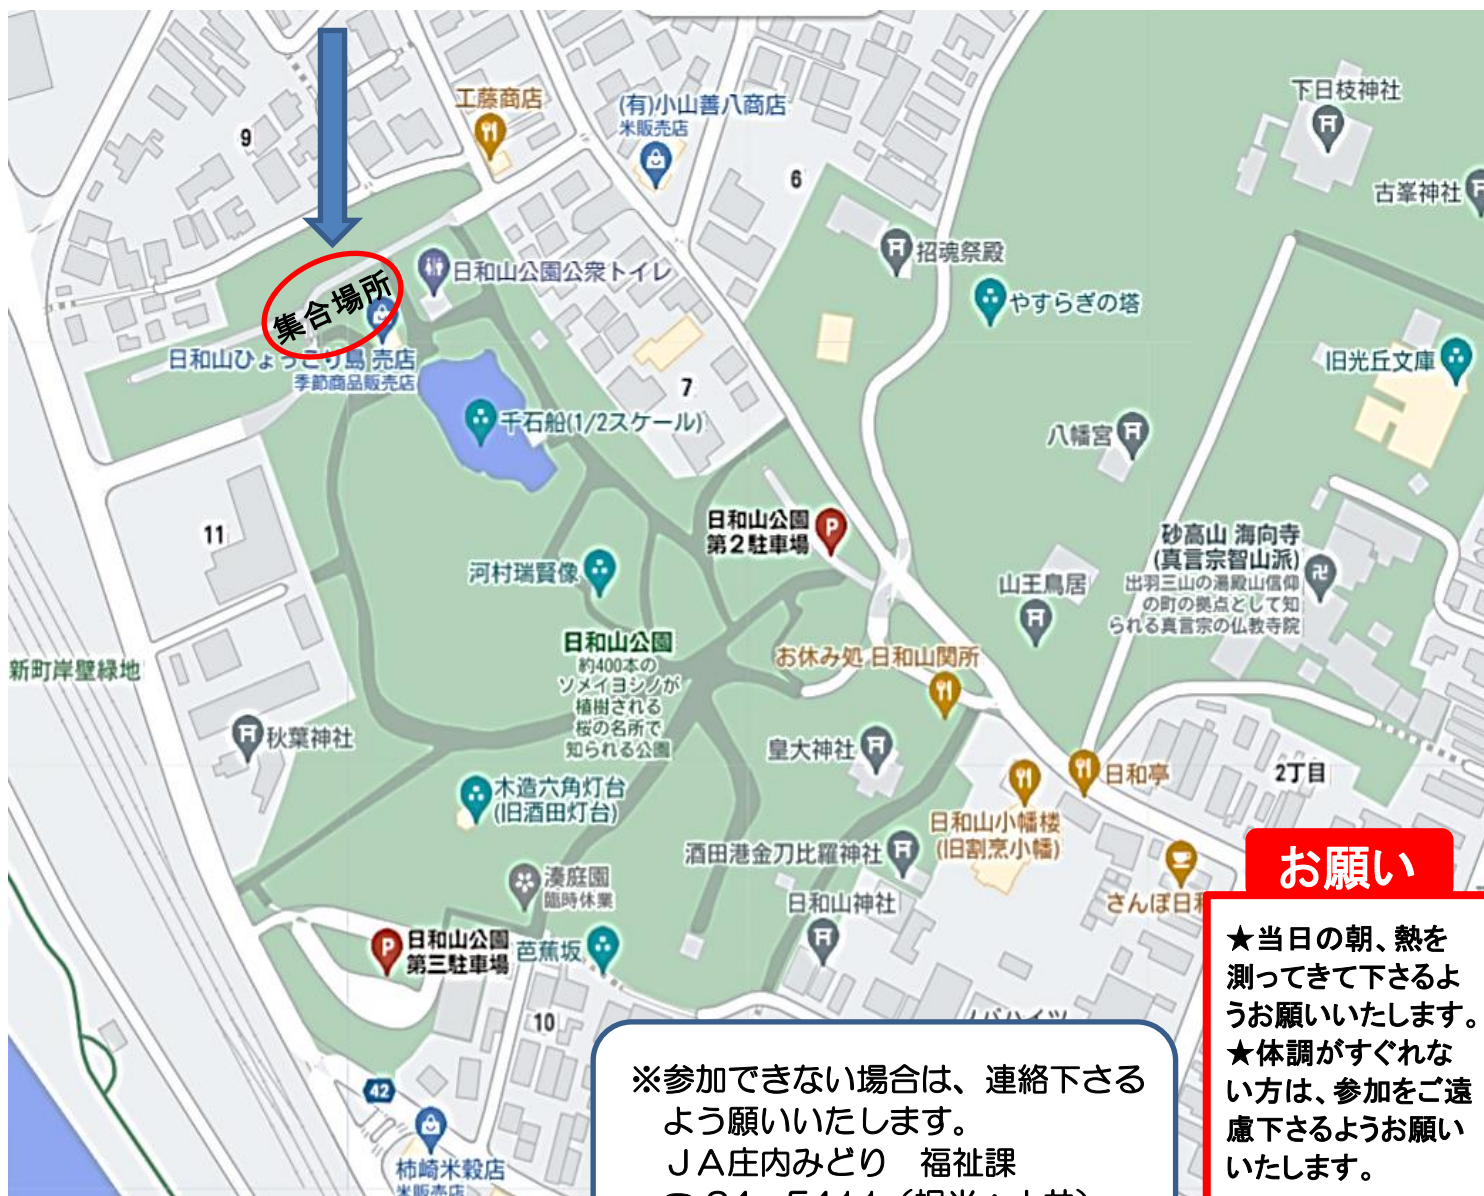 工藤商店
(有)小山善八商店
米販売店
9
6
下日枝神社
古峯神社
招魂祭殿
やすらぎの塔
日和山公園公衆トイレ
集合場所
日和山ひょっこり島 売店
季節商品販売店
7
千石船(1/2スケール)
旧光丘文庫
八幡宮
11
日和山公園
第2駐車場
砂高山 海向寺
(真言宗智山派)
出羽三山の湯殿山信仰
の町の拠点として知
られる真言宗の仏教寺院
河村瑞賢像
山王鳥居
日和山公園
約400本の
ソメイヨシノが
植樹される
桜の名所で
知られる公園
お休み処 日和山関所
新町岸壁緑地
秋葉神社
皇大神社
日和亭
2丁目
木造六角灯台
(旧酒田灯台)
日和山小幡楼
(旧割烹小幡)
酒田港金刀比羅神社
湊庭園
臨時休業
日和山神社
さんぽ日和
日和山公園
第三駐車場
芭蕉坂
10
42
柿崎米穀店
米販売店
お願い
★当日の朝、熱を
測ってきて下さるよ
うお願いいたします。
★体調がすぐれな
い方は、参加をご遠
慮下さるようお願い
いたします。
※参加できない場合は、連絡下さる
よう願いいたします。
ＪＡ庄内みどり　福祉課